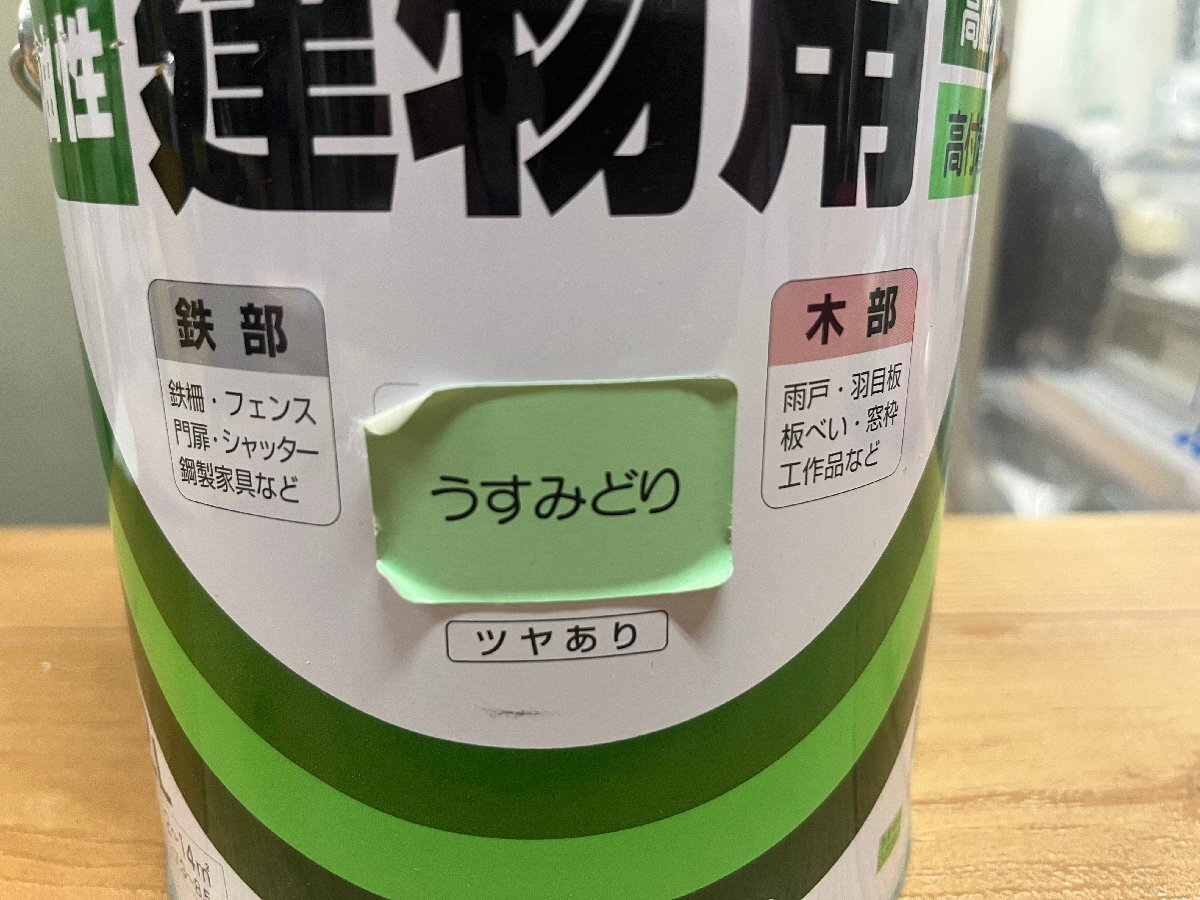 油性
建物用
鉄部
鉄柵・フェンス
門扉・シャッター
鋼製家具など
木部
雨戸・羽目板
板べい・窓枠
工作品など
うすみどり
ツヤあり